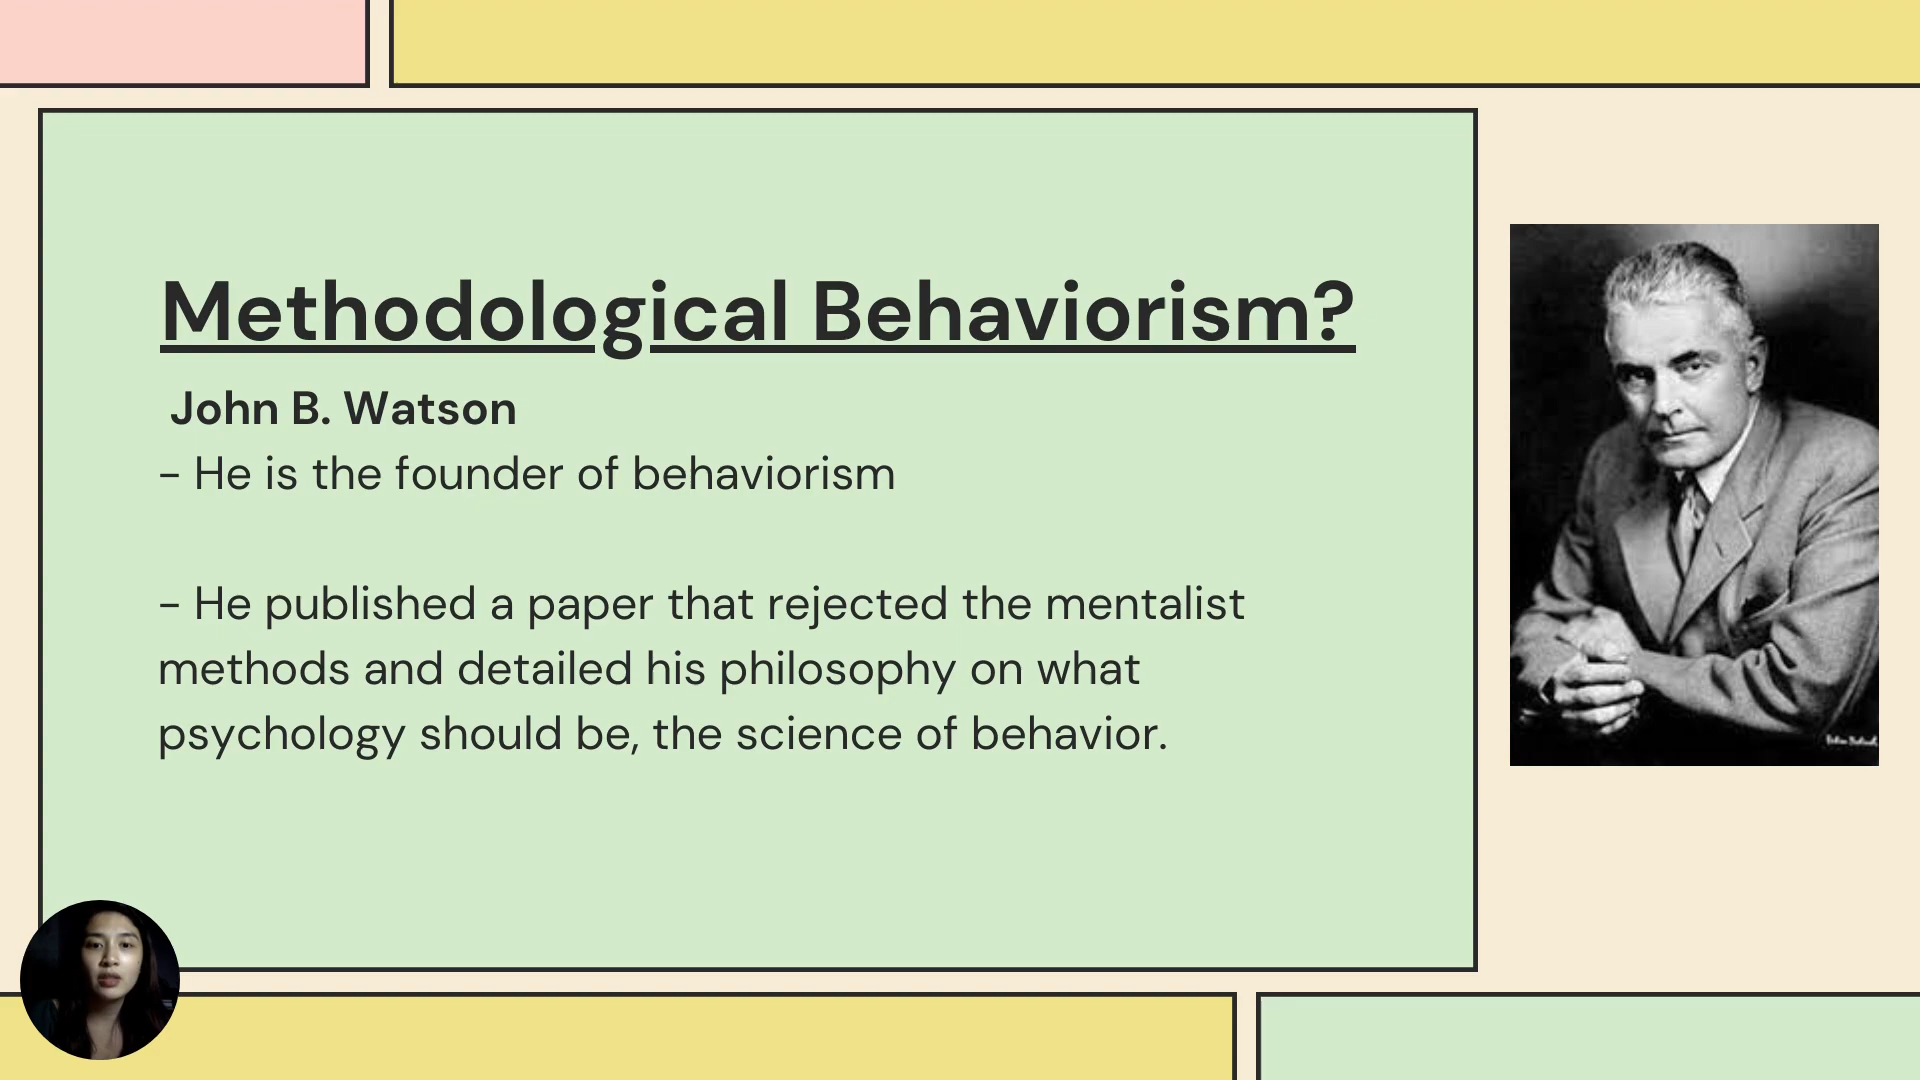 Methodological Behaviorism?
John B. Watson
- He is the founder of behaviorism
- He published a paper that rejected the mentalist
methods and detailed his philosophy on what
psychology should be, the science of behavior.